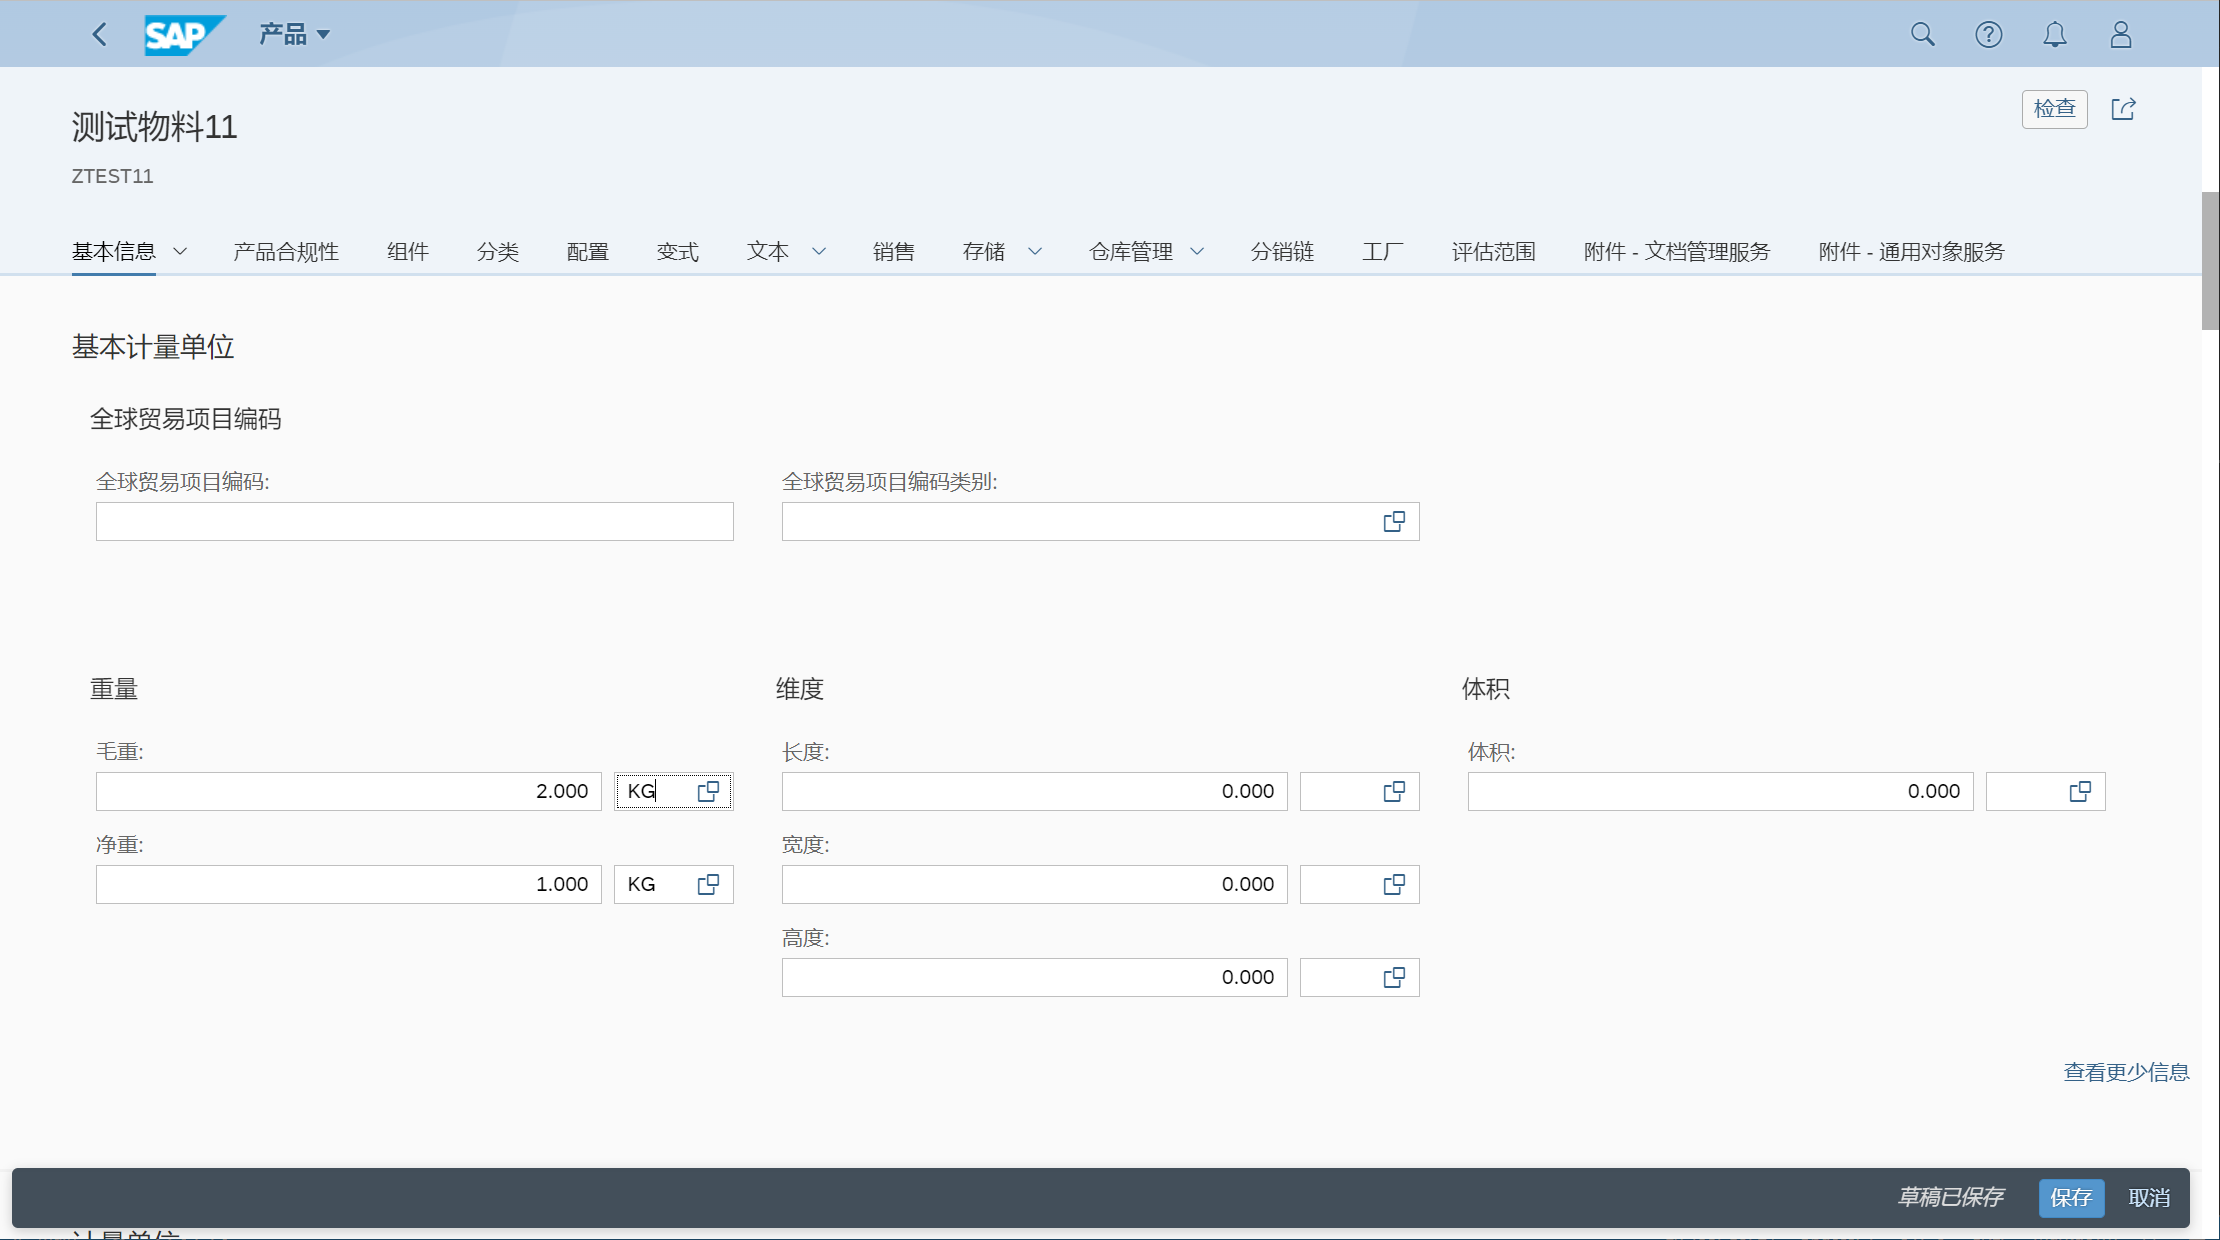 SAP 产品
检查
测试物料11
ZTEST11
基本信息 产品合规性 组件 分类 配置 变式 文本 销售 存储 仓库管理 分销链 工厂 评估范围 附件 - 文档管理服务 附件 - 通用对象服务
基本计量单位
全球贸易项目编码
全球贸易项目编码: 全球贸易项目编码类别:
重量 维度 体积
毛重: 长度: 体积:
2.000 KG 0.000 0.000
净重: 宽度:
1.000 KG 0.000
高度:
0.000
查看更少信息
草稿已保存 保存 取消
计量单位